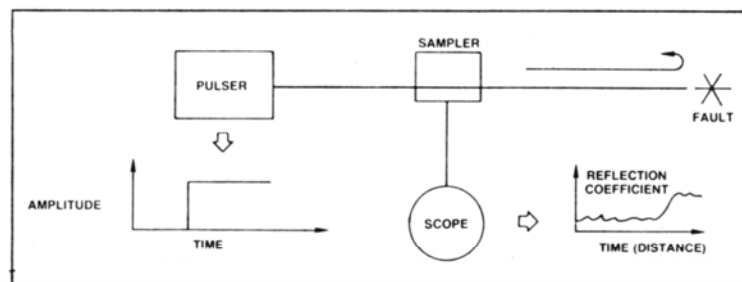 SAMPLER
PULSER
FAULT
AMPLITUDE
TIME
SCOPE
REFLECTION
COEFFICIENT
TIME (DISTANCE)